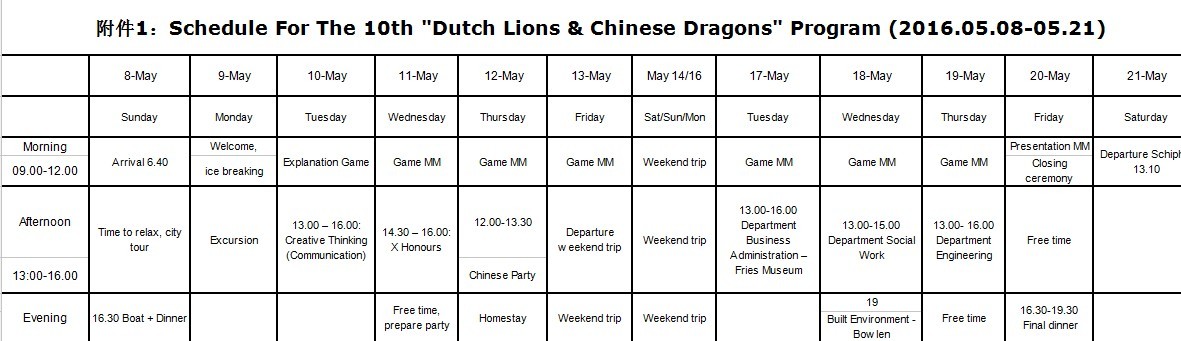 附件1：Schedule For The 10th "Dutch Lions & Chinese Dragons" Program (2016.05.08-05.21)
8-May 9-May 10-May 11-May 12-May 13-May May 14/16 17-May 18-May 19-May 20-May 21-May
Sunday Monday Tuesday Wednesday Thursday Friday Sat/Sun/Mon Tuesday Wednesday Thursday Friday Saturday
Morning
09.00-12.00
Arrival 6.40
Welcome,
ice breaking
Explanation Game
Game MM
Game MM
Game MM
Weekend trip
Game MM
Game MM
Game MM
Presentation MM
Closing
ceremony
Departure Schiph
13.10
Afternoon
13:00-16.00
Time to relax, city
tour
Excursion
13.00 – 16.00:
Creative Thinking
(Communication)
14.30 – 16.00:
X Honours
12.00-13.30
Chinese Party
Departure
weekend trip
Weekend trip
13.00-16.00
Department
Business
Administration –
Fries Museum
13.00-15.00
Department Social
Work
13.00- 16.00
Department
Engineering
Free time
Evening
16.30 Boat + Dinner
Free time,
prepare party
Homestay
Weekend trip
Weekend trip
19
Built Environment -
Bowlen
Free time
16.30-19.30
Final dinner